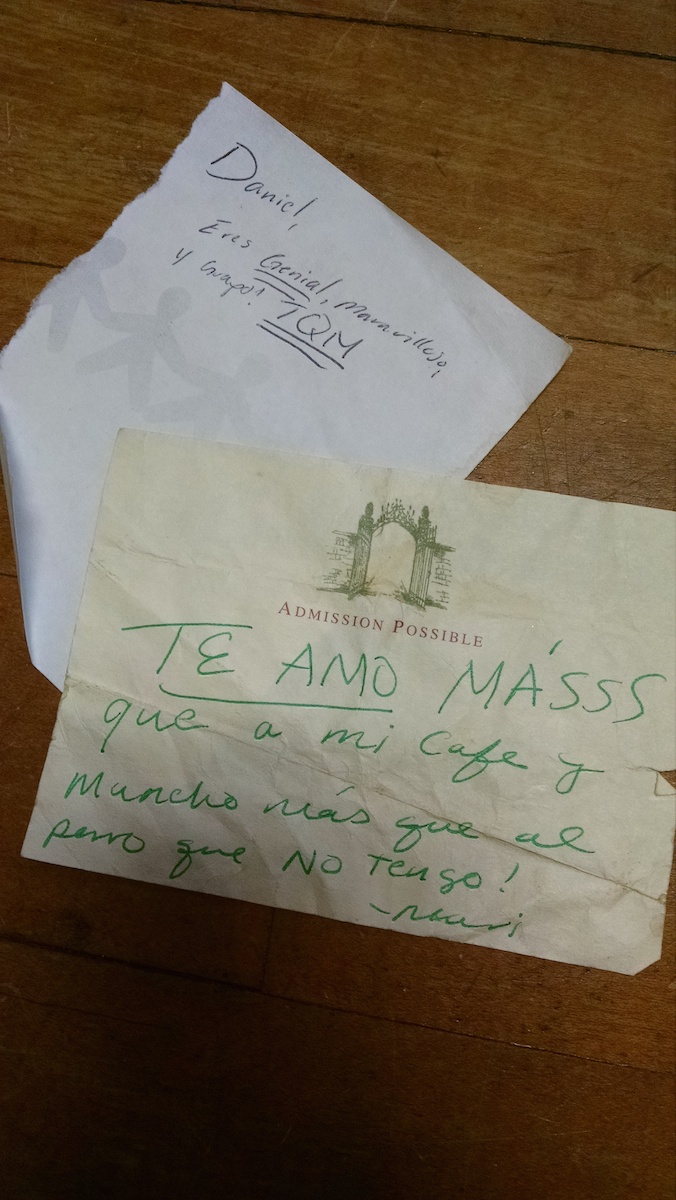 Daniel,
Eres Genial, maravilloso,
y Guapo! TQM
ADMISSION POSSIBLE
TE AMO MÁSSS
que a mi Cafe y
Muncho más que al
perro que NO Tengo!